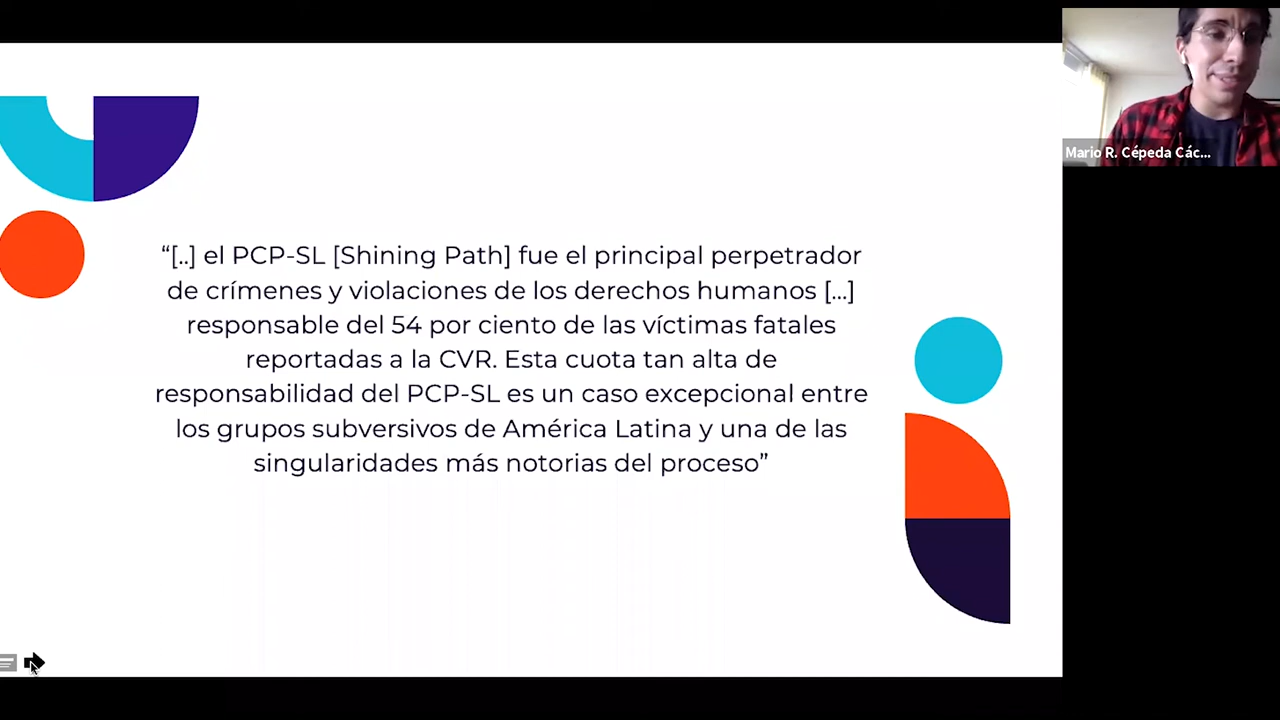 “[..] el PCP-SL [Shining Path] fue el principal perpetrador
de crímenes y violaciones de los derechos humanos [...]
responsable del 54 por ciento de las víctimas fatales
reportadas a la CVR. Esta cuota tan alta de
responsabilidad del PCP-SL es un caso excepcional entre
los grupos subversivos de América Latina y una de las
singularidades más notorias del proceso”
Mario R. Cépeda Các...